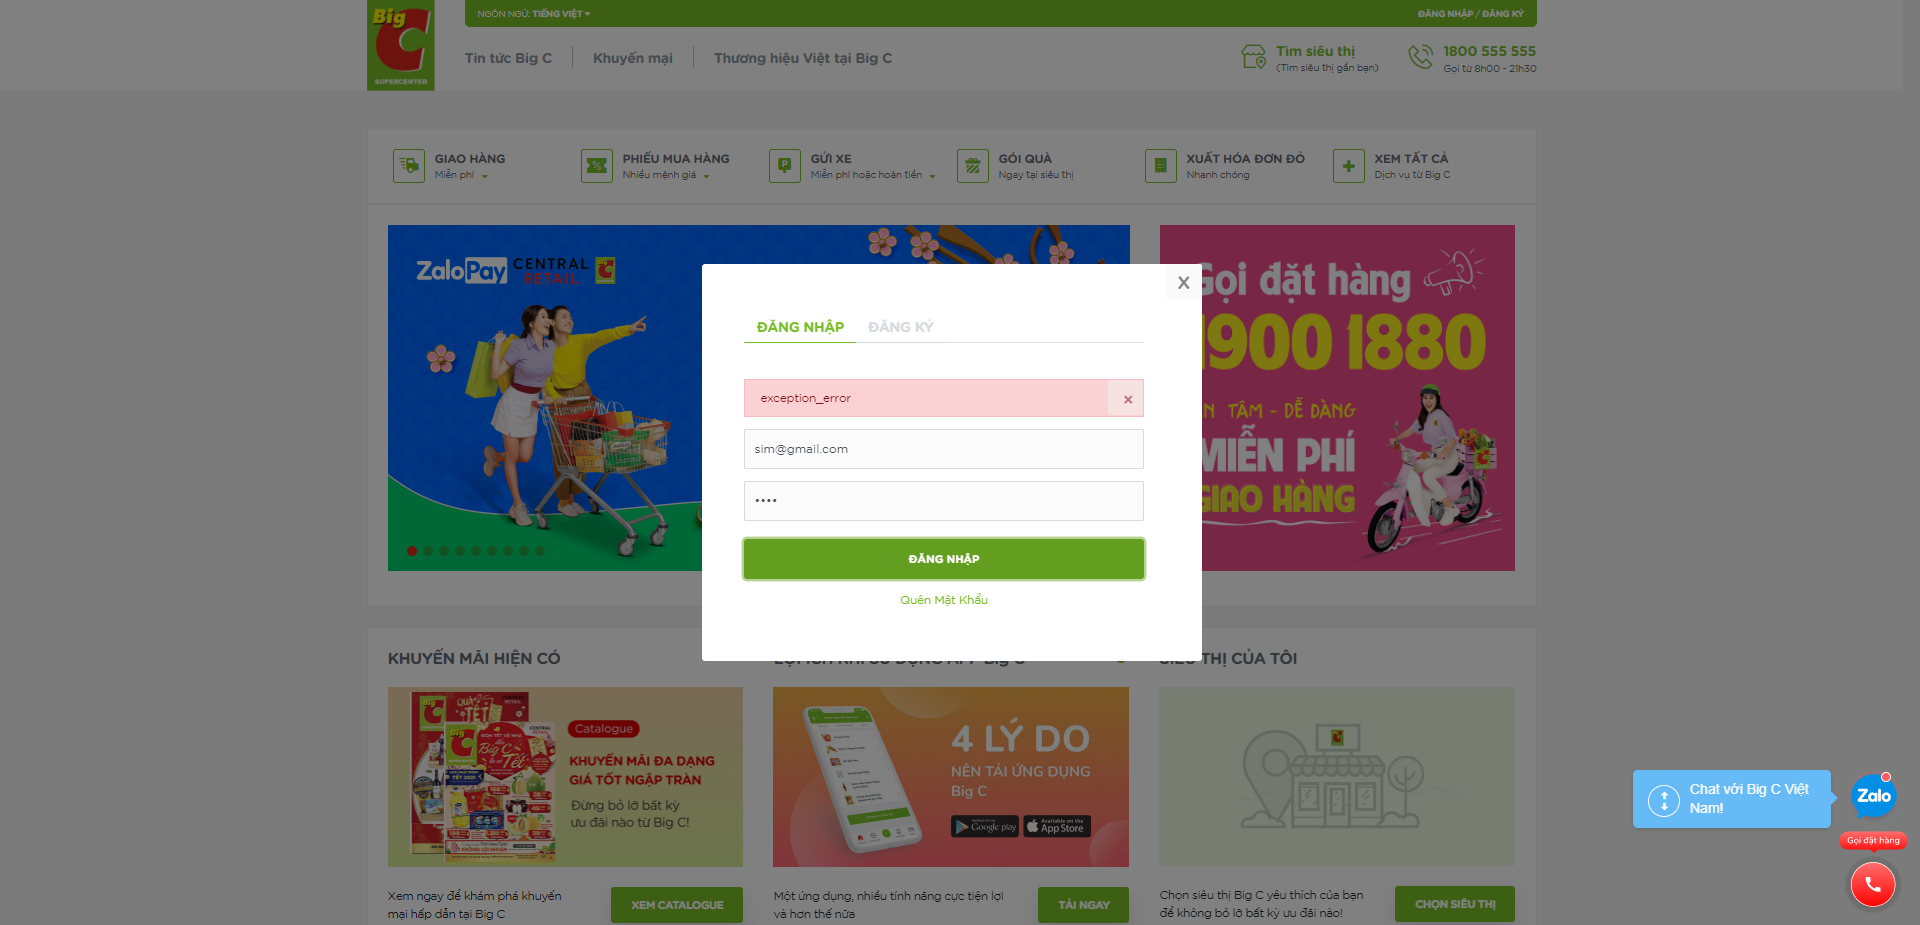 Big
C
SUPERCENTER
NGÔN NGỮ: TIẾNG VIỆT
ĐĂNG NHẬP / ĐĂNG KÝ
Tin tức Big C
Khuyến mại
Thương hiệu Việt tại Big C
Tìm siêu thị
(Tìm siêu thị gần bạn)
1800 555 555
Gọi từ 8h00 - 21h30
GIAO HÀNG
Miễn phí
PHIẾU MUA HÀNG
Nhiều mệnh giá
GỬI XE
Miễn phí hoặc hoàn tiền
GÓI QUÀ
Ngay tại siêu thị
XUẤT HÓA ĐƠN ĐỎ
Nhanh chóng
XEM TẤT CẢ
Dịch vụ từ Big C
ZaloPay
CENTRAL
RETAIL
Gọi đặt hàng
1900 1880
N TÂM - DỄ DÀNG
MIỄN PHÍ
GIAO HÀNG
X
ĐĂNG NHẬP
ĐĂNG KÝ
exception_error
×
sim@gmail.com
••••
ĐĂNG NHẬP
Quên Mật Khẩu
KHUYẾN MÃI HIỆN CÓ
LỢI ÍCH KHI SỬ DỤNG APP Big C
SIÊU THỊ CỦA TÔI
Catalogue
KHUYẾN MÃI ĐA DẠNG
GIÁ TỐT NGẬP TRÀN
Đừng bỏ lỡ bất kỳ
ưu đãi nào từ Big C!
4 LÝ DO
NÊN TẢI ỨNG DỤNG
Big C
Google play
Available on the
App Store
Xem ngay để khám phá khuyến
mại hấp dẫn tại Big C
XEM CATALOGUE
Một ứng dụng, nhiều tính năng cực tiện lợi
và hơn thế nữa
TẢI NGAY
Chọn siêu thị Big C yêu thích của bạn
để không bỏ lỡ bất kỳ ưu đãi nào!
CHỌN SIÊU THỊ
Chat với Big C Việt
Nam!
Zalo
Gọi đặt hàng